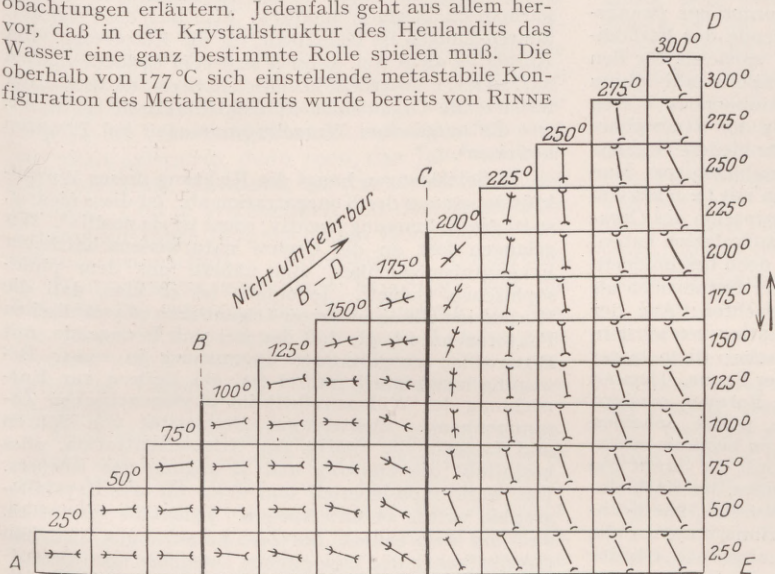 obachtungen erläutern. Jedenfalls geht aus allem her-
vor, daß in der Krystallstruktur des Heulandits das
Wasser eine ganz bestimmte Rolle spielen muß. Die
oberhalb von 177 °C sich einstellende metastabile Kon-
figuration des Metaheulandits wurde bereits von RINNE
D
300°
300°
275°
275°
250°
250°
C
225°
225°
200°
200°
Nicht umkehrbar
B – D
175°
175°
150°
150°
B
125°
125°
100°
100°
75°
75°
50°
50°
25°
25°
A
E